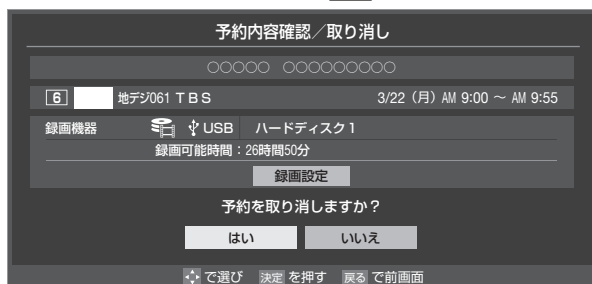 予約内容確認／取り消し
○○○○○ ○○○○○○○○○
6 地デジ061 TBS 3/22（月）AM 9:00 ～ AM 9:55
録画機器 USB ハードディスク1
録画可能時間：26時間50分
録画設定
予約を取り消しますか？
はい いいえ
で選び 決定 を押す 戻る で前画面